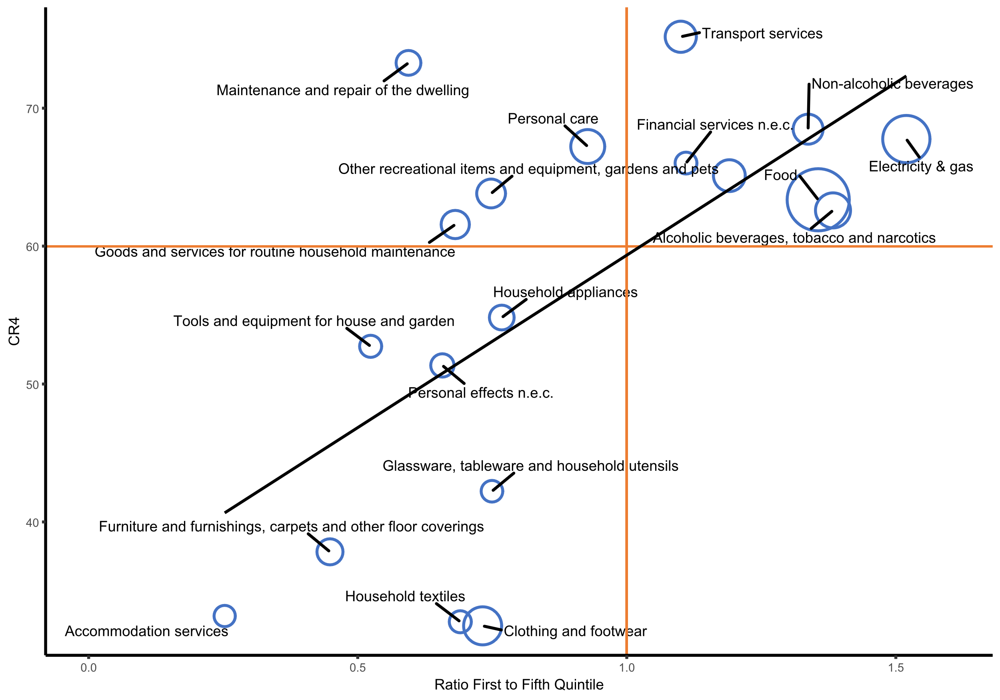 Transport services
Maintenance and repair of the dwelling
Non-alcoholic beverages
70
Personal care
Financial services n.e.c.
Other recreational items and equipment, gardens and pets
Electricity & gas
Food
Alcoholic beverages, tobacco and narcotics
60
Goods and services for routine household maintenance
Household appliances
Tools and equipment for house and garden
CR4
50
Personal effects n.e.c.
Glassware, tableware and household utensils
40
Furniture and furnishings, carpets and other floor coverings
Household textiles
Accommodation services
Clothing and footwear
0.0
0.5
1.0
1.5
Ratio First to Fifth Quintile